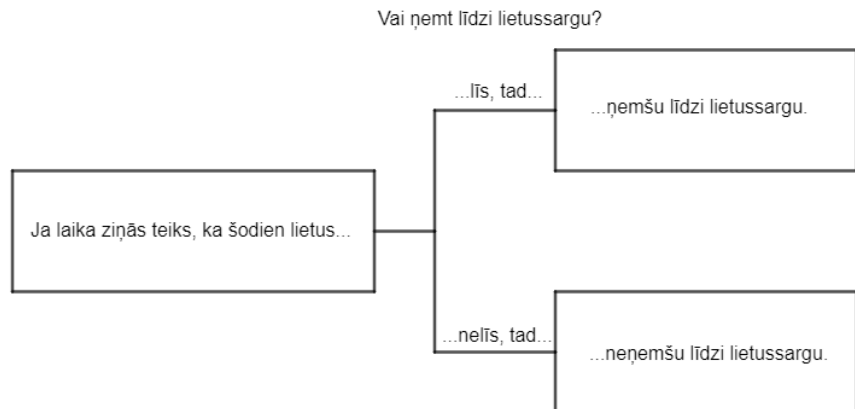 Vai ņemt līdzi lietussargu?
...līs, tad...
...ņemšu līdzi lietussargu.
Ja laika ziņās teiks, ka šodien lietus...
...nelīs, tad...
...neņemšu līdzi lietussargu.